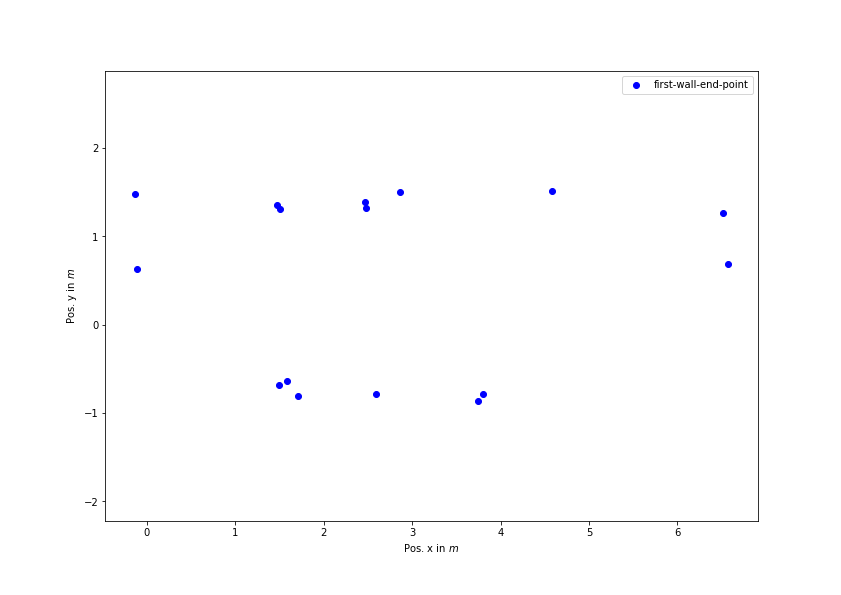 first-wall-end-point
2
1
0
−1
−2
Pos. y in m
0 1 2 3 4 5 6
Pos. x in m